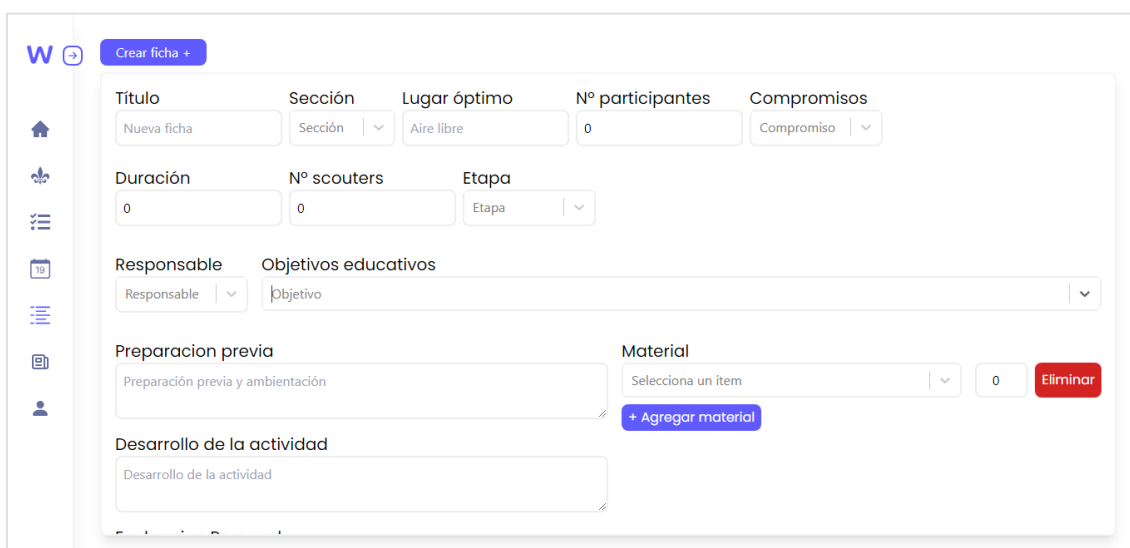 W
Crear ficha +
Título Sección Lugar óptimo Nº participantes Compromisos
Nueva ficha Sección Aire libre 0 Compromiso
Duración Nº scouters Etapa
0 0 Etapa
19
Responsable Objetivos educativos
Responsable Objetivo
Preparacion previa Material
Preparación previa y ambientación Selecciona un item 0 Eliminar
+ Agregar material
Desarrollo de la actividad
Desarrollo de la actividad